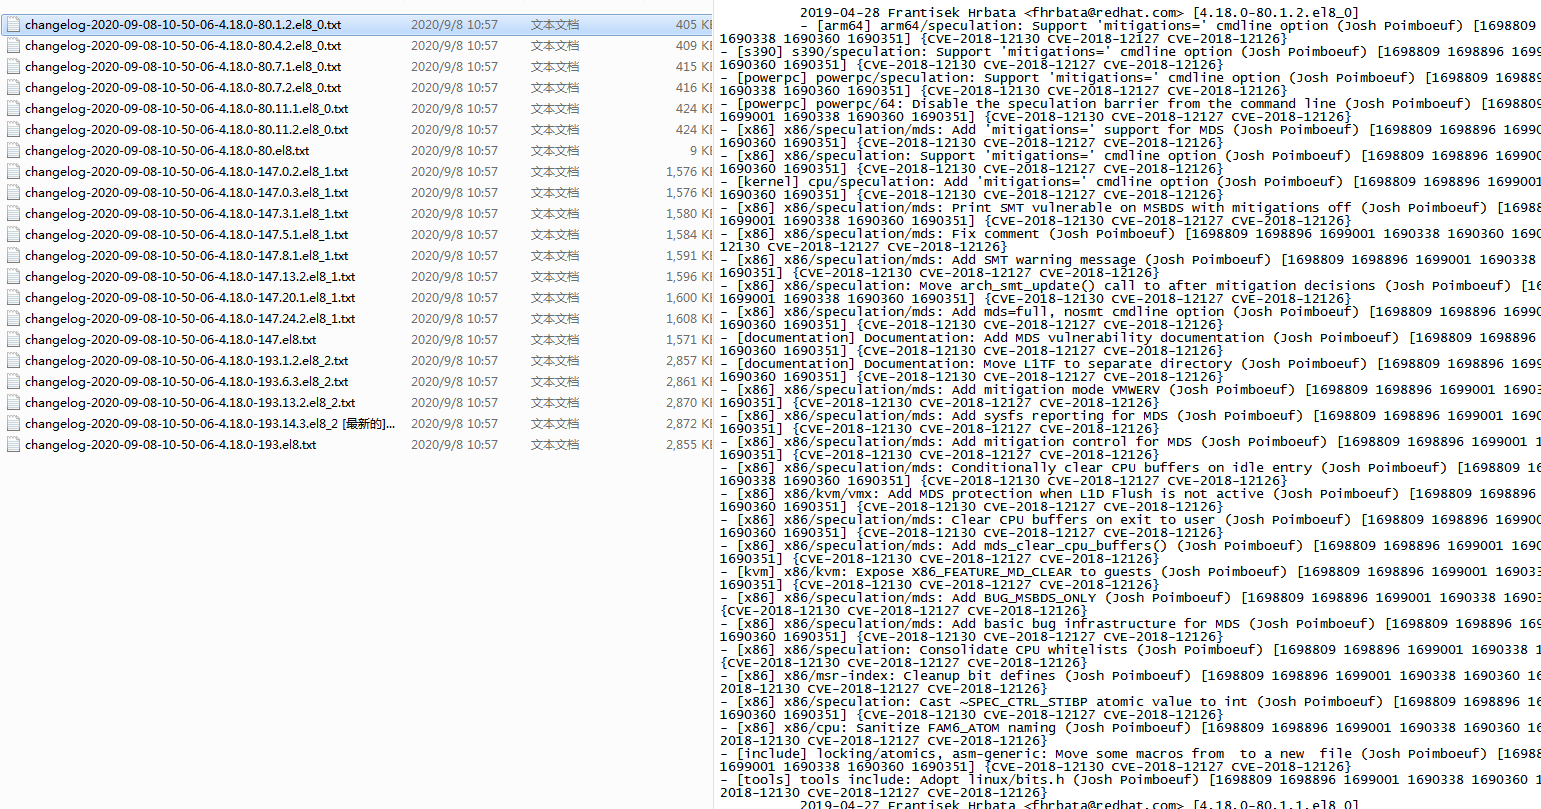 changelog-2020-09-08-10-50-06-4.18.0-80.1.2.el8_0.txt 2020/9/8 10:57 文本文档 405 KB
changelog-2020-09-08-10-50-06-4.18.0-80.4.2.el8_0.txt 2020/9/8 10:57 文本文档 409 KB
changelog-2020-09-08-10-50-06-4.18.0-80.7.1.el8_0.txt 2020/9/8 10:57 文本文档 415 KB
changelog-2020-09-08-10-50-06-4.18.0-80.7.2.el8_0.txt 2020/9/8 10:57 文本文档 416 KB
changelog-2020-09-08-10-50-06-4.18.0-80.11.1.el8_0.txt 2020/9/8 10:57 文本文档 424 KB
changelog-2020-09-08-10-50-06-4.18.0-80.11.2.el8_0.txt 2020/9/8 10:57 文本文档 424 KB
changelog-2020-09-08-10-50-06-4.18.0-80.el8.txt 2020/9/8 10:57 文本文档 9 KB
changelog-2020-09-08-10-50-06-4.18.0-147.0.2.el8_1.txt 2020/9/8 10:57 文本文档 1,576 KB
changelog-2020-09-08-10-50-06-4.18.0-147.0.3.el8_1.txt 2020/9/8 10:57 文本文档 1,576 KB
changelog-2020-09-08-10-50-06-4.18.0-147.3.1.el8_1.txt 2020/9/8 10:57 文本文档 1,580 KB
changelog-2020-09-08-10-50-06-4.18.0-147.5.1.el8_1.txt 2020/9/8 10:57 文本文档 1,584 KB
changelog-2020-09-08-10-50-06-4.18.0-147.8.1.el8_1.txt 2020/9/8 10:57 文本文档 1,591 KB
changelog-2020-09-08-10-50-06-4.18.0-147.13.2.el8_1.txt 2020/9/8 10:57 文本文档 1,596 KB
changelog-2020-09-08-10-50-06-4.18.0-147.20.1.el8_1.txt 2020/9/8 10:57 文本文档 1,600 KB
changelog-2020-09-08-10-50-06-4.18.0-147.24.2.el8_1.txt 2020/9/8 10:57 文本文档 1,608 KB
changelog-2020-09-08-10-50-06-4.18.0-147.el8.txt 2020/9/8 10:57 文本文档 1,571 KB
changelog-2020-09-08-10-50-06-4.18.0-193.1.2.el8_2.txt 2020/9/8 10:57 文本文档 2,857 KB
changelog-2020-09-08-10-50-06-4.18.0-193.6.3.el8_2.txt 2020/9/8 10:57 文本文档 2,861 KB
changelog-2020-09-08-10-50-06-4.18.0-193.13.2.el8_2.txt 2020/9/8 10:57 文本文档 2,870 KB
changelog-2020-09-08-10-50-06-4.18.0-193.14.3.el8_2 [最新的]... 2020/9/8 10:57 文本文档 2,872 KB
changelog-2020-09-08-10-50-06-4.18.0-193.el8.txt 2020/9/8 10:57 文本文档 2,855 KB
2019-04-28 Frantisek Hrbata <fhrbata@redhat.com> [4.18.0-80.1.2.el8_0]
- [arm64] arm64/speculation: Support 'mitigations=' cmdline option (Josh Poimboeuf) [1698809
1690338 1690360 1690351] {CVE-2018-12130 CVE-2018-12127 CVE-2018-12126}
- [s390] s390/speculation: Support 'mitigations=' cmdline option (Josh Poimboeuf) [1698809 1698896 1699001
1690360 1690351] {CVE-2018-12130 CVE-2018-12127 CVE-2018-12126}
- [powerpc] powerpc/speculation: Support 'mitigations=' cmdline option (Josh Poimboeuf) [1698809 169889
1690338 1690360 1690351] {CVE-2018-12130 CVE-2018-12127 CVE-2018-12126}
- [powerpc] powerpc/64: Disable the speculation barrier from the command line (Josh Poimboeuf) [1698809
1699001 1690338 1690360 1690351] {CVE-2018-12130 CVE-2018-12127 CVE-2018-12126}
- [x86] x86/speculation/mds: Add 'mitigations=' support for MDS (Josh Poimboeuf) [1698809 1698896 16990
1690360 1690351] {CVE-2018-12130 CVE-2018-12127 CVE-2018-12126}
- [x86] x86/speculation: Support 'mitigations=' cmdline option (Josh Poimboeuf) [1698809 1698896 169900
1690360 1690351] {CVE-2018-12130 CVE-2018-12127 CVE-2018-12126}
- [kernel] cpu/speculation: Add 'mitigations=' cmdline option (Josh Poimboeuf) [1698809 1698896 1699001
1690360 1690351] {CVE-2018-12130 CVE-2018-12127 CVE-2018-12126}
- [x86] x86/speculation/mds: Print SMT vulnerable on MSBDS with mitigations off (Josh Poimboeuf) [16988
1699001 1690338 1690360 1690351] {CVE-2018-12130 CVE-2018-12127 CVE-2018-12126}
- [x86] x86/speculation/mds: Fix comment (Josh Poimboeuf) [1698809 1698896 1699001 1690338 1690360 1690
12130 CVE-2018-12127 CVE-2018-12126}
- [x86] x86/speculation/mds: Add SMT warning message (Josh Poimboeuf) [1698809 1698896 1699001 1690338
1690351] {CVE-2018-12130 CVE-2018-12127 CVE-2018-12126}
- [x86] x86/speculation: Move arch_smt_update() call to after mitigation decisions (Josh Poimboeuf) [16
1699001 1690338 1690360 1690351] {CVE-2018-12130 CVE-2018-12127 CVE-2018-12126}
- [x86] x86/speculation/mds: Add mds=full, nosmt cmdline option (Josh Poimboeuf) [1698809 1698896 16990
1690360 1690351] {CVE-2018-12130 CVE-2018-12127 CVE-2018-12126}
- [documentation] Documentation: Add MDS vulnerability documentation (Josh Poimboeuf) [1698809 1698896
1690360 1690351] {CVE-2018-12130 CVE-2018-12127 CVE-2018-12126}
- [documentation] Documentation: Move L1TF to separate directory (Josh Poimboeuf) [1698809 1698896 1699
1690360 1690351] {CVE-2018-12130 CVE-2018-12127 CVE-2018-12126}
- [x86] x86/speculation/mds: Add mitigation mode VMWERV (Josh Poimboeuf) [1698809 1698896 1699001 16903
1690351] {CVE-2018-12130 CVE-2018-12127 CVE-2018-12126}
- [x86] x86/speculation/mds: Add sysfs reporting for MDS (Josh Poimboeuf) [1698809 1698896 1699001 1690
1690351] {CVE-2018-12130 CVE-2018-12127 CVE-2018-12126}
- [x86] x86/speculation/mds: Add mitigation control for MDS (Josh Poimboeuf) [1698809 1698896 1699001 1
1690351] {CVE-2018-12130 CVE-2018-12127 CVE-2018-12126}
- [x86] x86/speculation/mds: Conditionally clear CPU buffers on idle entry (Josh Poimboeuf) [1698809 16
1690338 1690360 1690351] {CVE-2018-12130 CVE-2018-12127 CVE-2018-12126}
- [x86] x86/kvm/vmx: Add MDS protection when L1D Flush is not active (Josh Poimboeuf) [1698809 1698896
1690360 1690351] {CVE-2018-12130 CVE-2018-12127 CVE-2018-12126}
- [x86] x86/speculation/mds: Clear CPU buffers on exit to user (Josh Poimboeuf) [1698809 1698896 169900
1690360 1690351] {CVE-2018-12130 CVE-2018-12127 CVE-2018-12126}
- [x86] x86/speculation/mds: Add mds_clear_cpu_buffers() (Josh Poimboeuf) [1698809 1698896 1699001 1690
1690351] {CVE-2018-12130 CVE-2018-12127 CVE-2018-12126}
- [kvm] x86/kvm: Expose X86_FEATURE_MD_CLEAR to guests (Josh Poimboeuf) [1698809 1698896 1699001 169033
1690351] {CVE-2018-12130 CVE-2018-12127 CVE-2018-12126}
- [x86] x86/speculation/mds: Add BUG_MSBDS_ONLY (Josh Poimboeuf) [1698809 1698896 1699001 1690338 16903
{CVE-2018-12130 CVE-2018-12127 CVE-2018-12126}
- [x86] x86/speculation/mds: Add basic bug infrastructure for MDS (Josh Poimboeuf) [1698809 1698896 169
1690360 1690351] {CVE-2018-12130 CVE-2018-12127 CVE-2018-12126}
- [x86] x86/speculation: Consolidate CPU whitelists (Josh Poimboeuf) [1698809 1698896 1699001 1690338 1
{CVE-2018-12130 CVE-2018-12127 CVE-2018-12126}
- [x86] x86/msr-index: Cleanup bit defines (Josh Poimboeuf) [1698809 1698896 1699001 1690338 1690360 16
2018-12130 CVE-2018-12127 CVE-2018-12126}
- [x86] x86/speculation: Cast ~SPEC_CTRL_STIBP atomic value to int (Josh Poimboeuf) [1698809 1698896 16
1690360 1690351] {CVE-2018-12130 CVE-2018-12127 CVE-2018-12126}
- [x86] x86/cpu: Sanitize FAM6_ATOM naming (Josh Poimboeuf) [1698809 1698896 1699001 1690338 1690360 16
2018-12130 CVE-2018-12127 CVE-2018-12126}
- [include] locking/atomics, asm-generic: Move some macros from  to a new  file (Josh Poimboeuf) [16988
1699001 1690338 1690360 1690351] {CVE-2018-12130 CVE-2018-12127 CVE-2018-12126}
- [tools] tools include: Adopt linux/bits.h (Josh Poimboeuf) [1698809 1698896 1699001 1690338 1690360 1
2018-12130 CVE-2018-12127 CVE-2018-12126}
2019-04-27 Frantisek Hrbata <fhrbata@redhat.com> [4.18.0-80.1.1.el8_0]